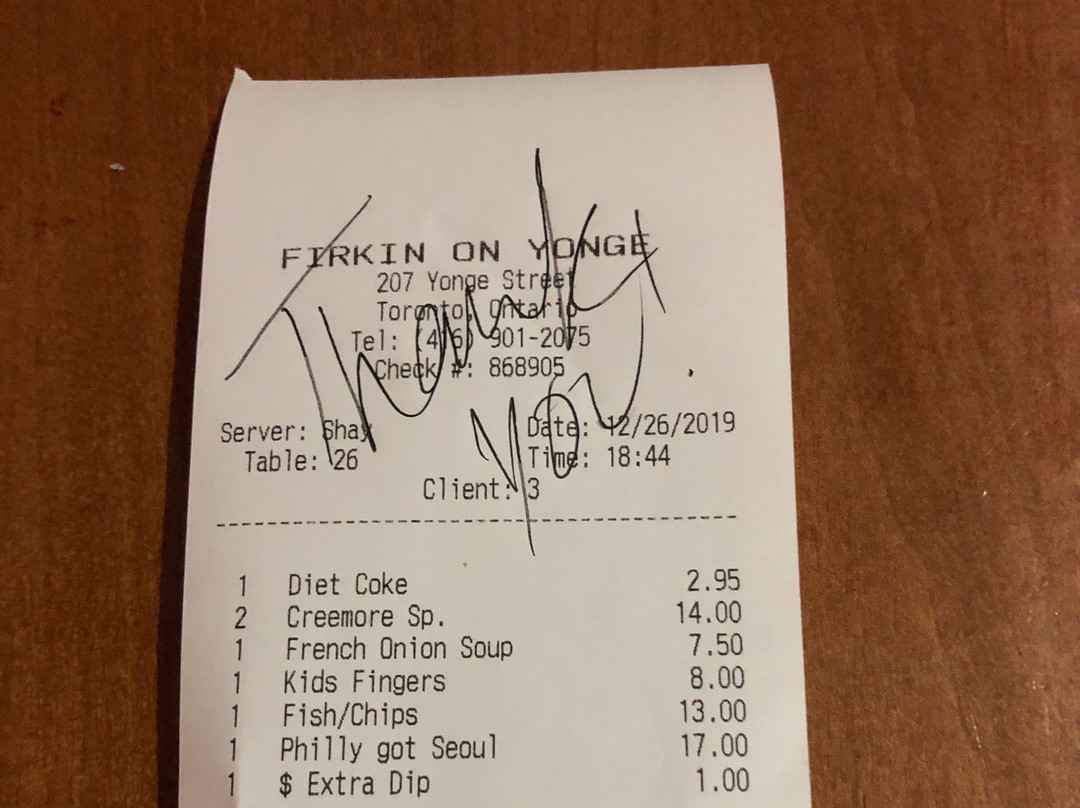 FIRKIN ON YONGE
207 Yonge Street
Toronto, Ontario
Tel: (416) 901-2075
Check #: 868905
Thank you
Server: Shay Date: 12/26/2019
Table: 26 Time: 18:44
Client: 3
1 Diet Coke 2.95
2 Creemore Sp. 14.00
1 French Onion Soup 7.50
1 Kids Fingers 8.00
1 Fish/Chips 13.00
1 Philly got Seoul 17.00
1 $ Extra Dip 1.00